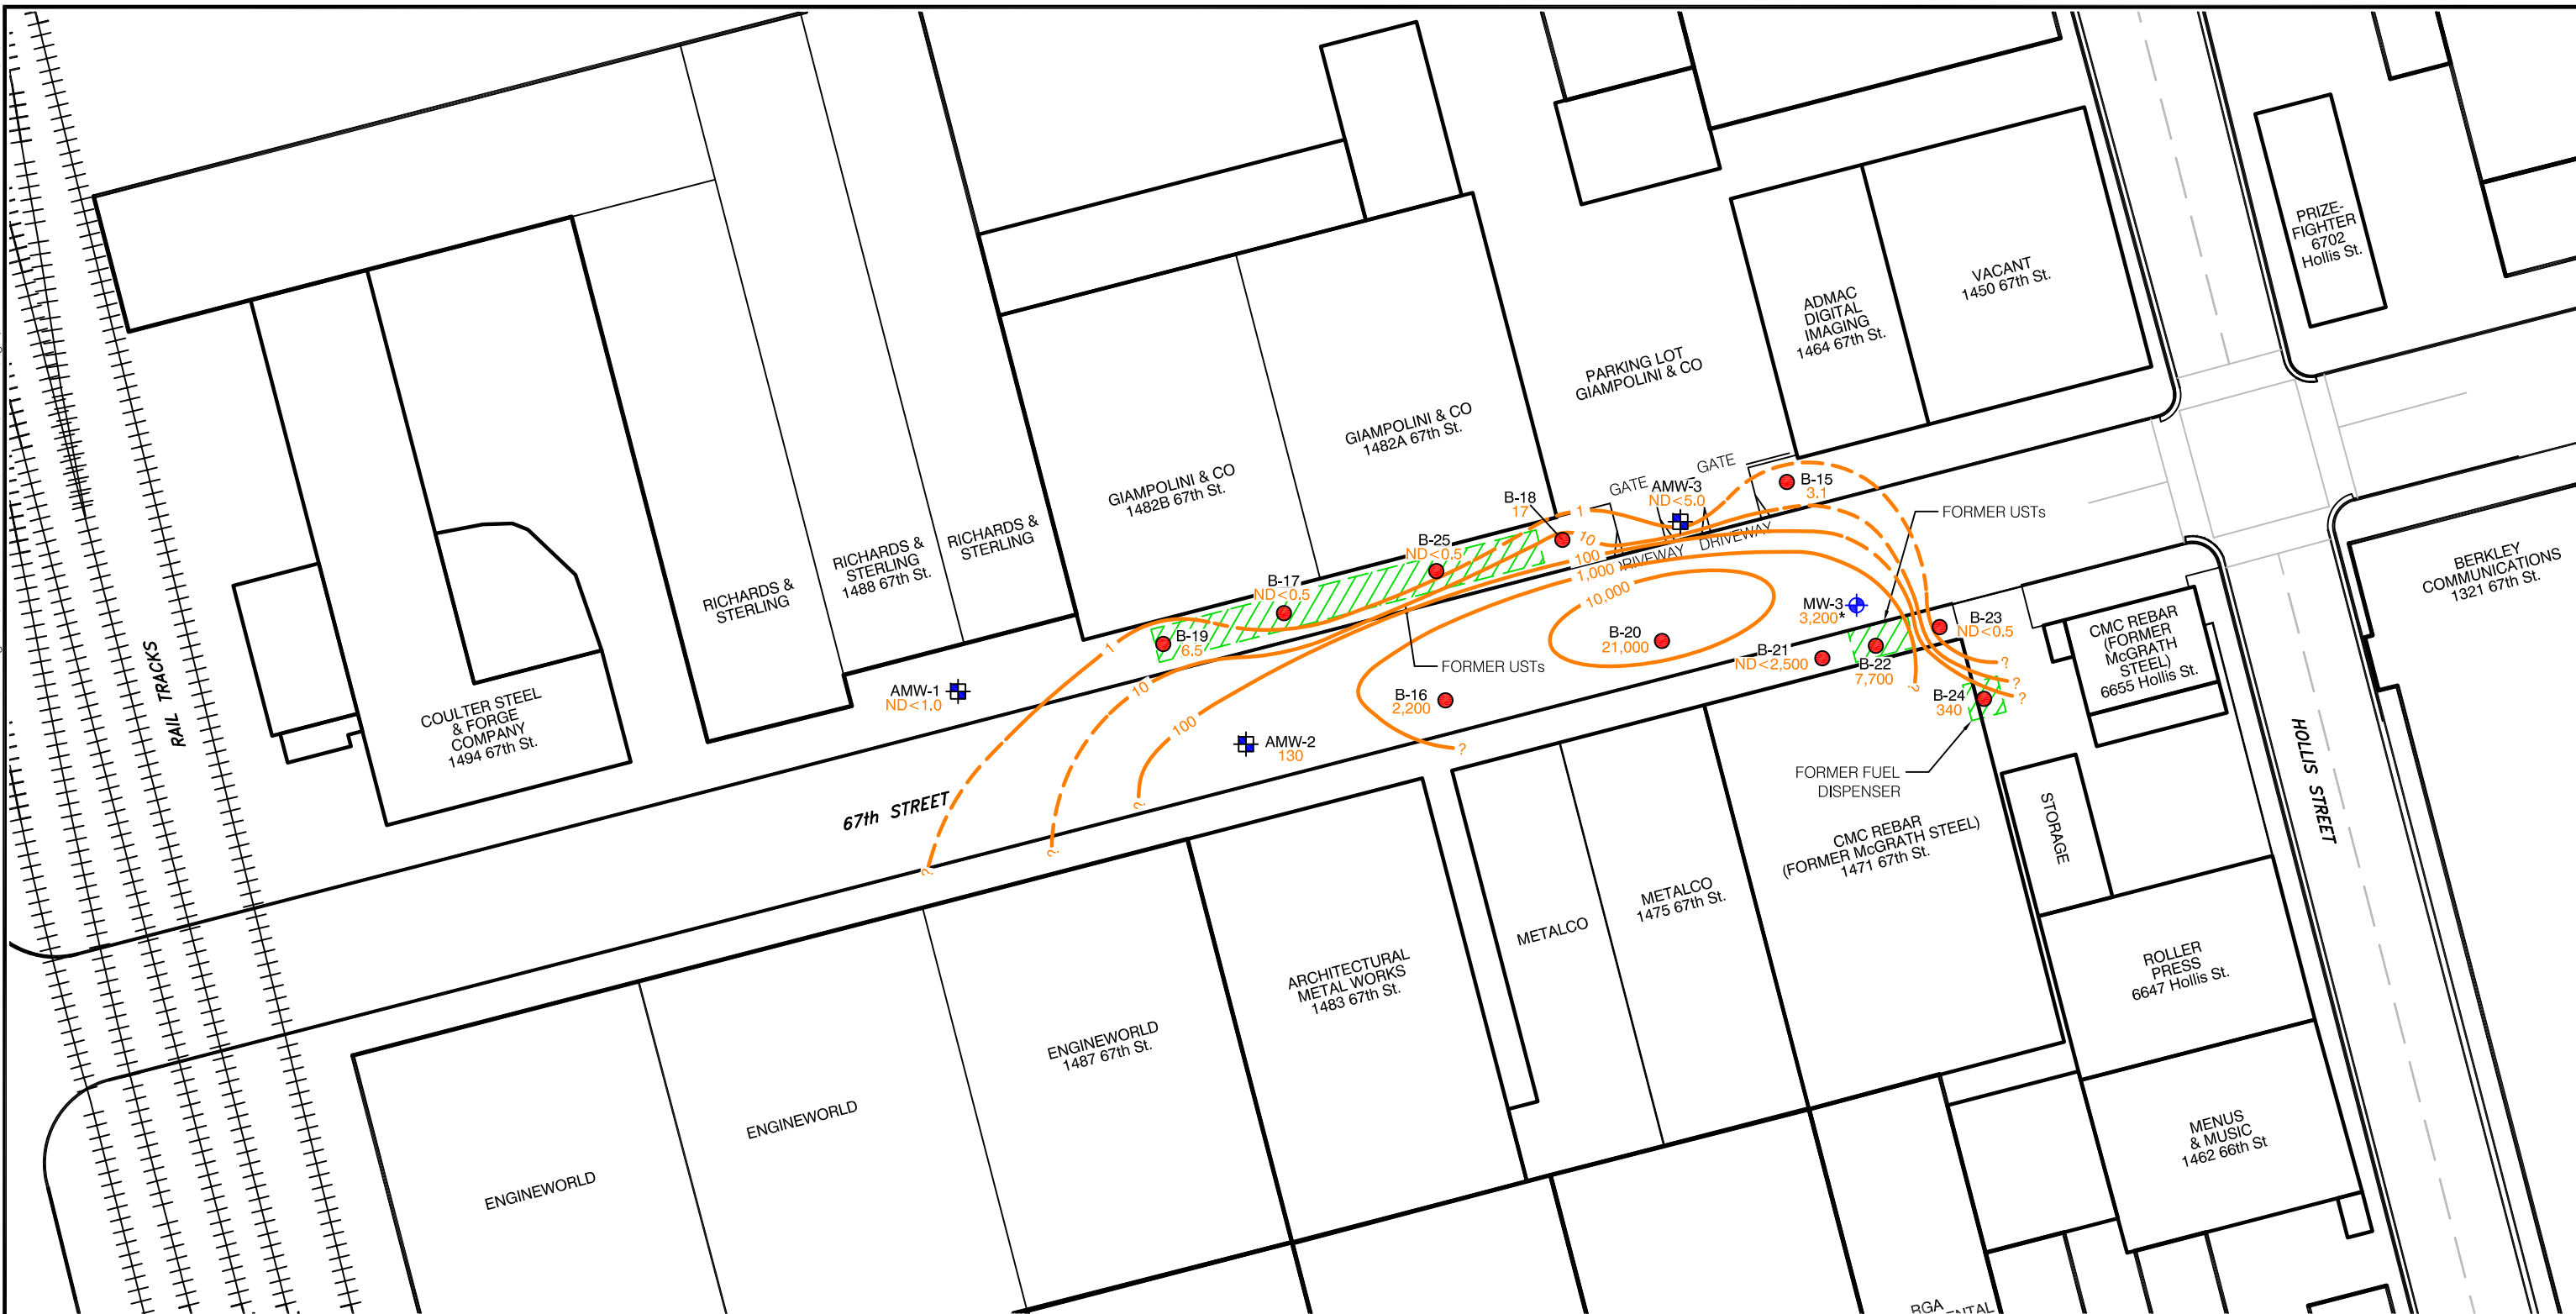 PRIZE-
FIGHTER
6702
Hollis St.
VACANT
1450 67th St.
ADMAC
DIGITAL
IMAGING
1464 67th St.
PARKING LOT
GIAMPOLINI & CO
GIAMPOLINI & CO
1482A 67th St.
GIAMPOLINI & CO
1482B 67th St.
RICHARDS &
STERLING
RICHARDS &
STERLING
1488 67th St.
RICHARDS &
STERLING
COULTER STEEL
& FORGE
COMPANY
1494 67th St.
RAIL TRACKS
GATE
GATE
AMW-3
ND<5.0
B-15
3.1
B-18
17
1
10
100
1,000
10,000
DRIVEWAY
DRIVEWAY
FORMER USTs
B-25
ND<0.5
B-17
ND<0.5
B-19
6.5
1
10
100
FORMER USTs
AMW-1
ND<1.0
AMW-2
130
B-16
2,200
B-20
21,000
MW-3
3,200*
B-21
ND<2,500
B-22
7,700
B-23
ND<0.5
B-24
340
?
?
?
?
?
?
?
?
FORMER FUEL
DISPENSER
CMC REBAR
(FORMER
McGRATH
STEEL)
6655 Hollis St.
BERKLEY
COMMUNICATIONS
1321 67th St.
HOLLIS STREET
67th STREET
STORAGE
CMC REBAR
(FORMER McGRATH STEEL)
1471 67th St.
METALCO
1475 67th St.
METALCO
ARCHITECTURAL
METAL WORKS
1483 67th St.
ENGINEWORLD
1487 67th St.
ENGINEWORLD
ENGINEWORLD
ROLLER
PRESS
6647 Hollis St.
MENUS
& MUSIC
1462 66th St
RGA